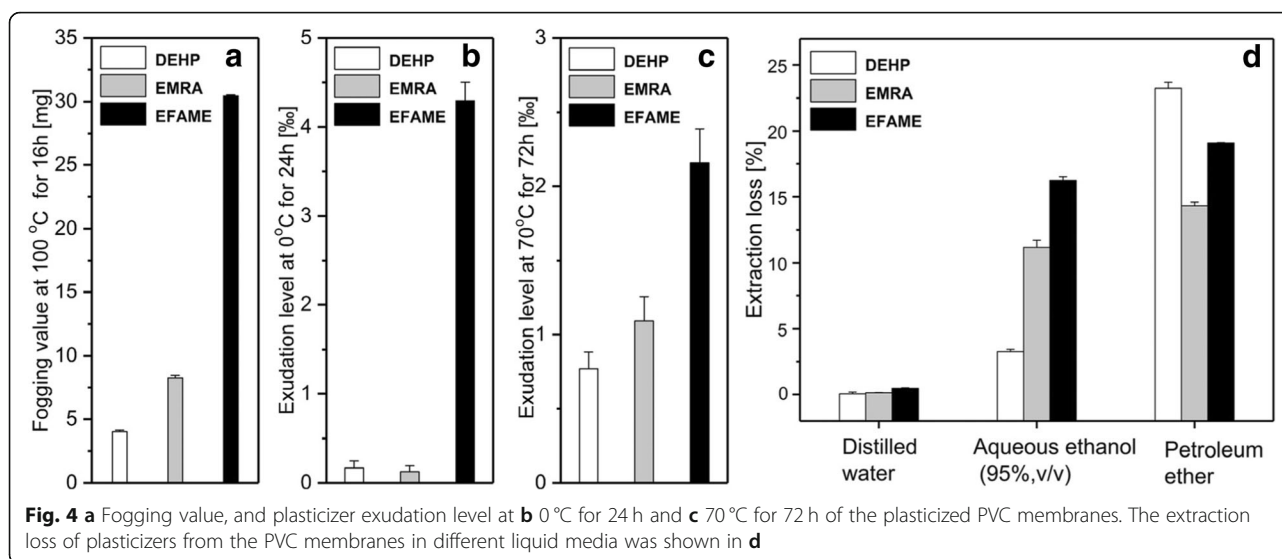 a
DEHP
EMRA
EFAME
Fogging value at 100 °C for 16h [mg]
35
30
25
20
15
10
5
0
b
DEHP
EMRA
EFAME
Exudation level at 0°C for 24h [‰]
5
4
3
2
1
0
c
DEHP
EMRA
EFAME
Exudation level at 70°C for 72h [‰]
3
2
1
0
d
DEHP
EMRA
EFAME
Extraction loss [%]
25
20
15
10
5
0
Distilled
water
Aqueous ethanol
(95%,v/v)
Petroleum
ether
Fig. 4 a Fogging value, and plasticizer exudation level at b 0 °C for 24 h and c 70 °C for 72 h of the plasticized PVC membranes. The extraction
loss of plasticizers from the PVC membranes in different liquid media was shown in d